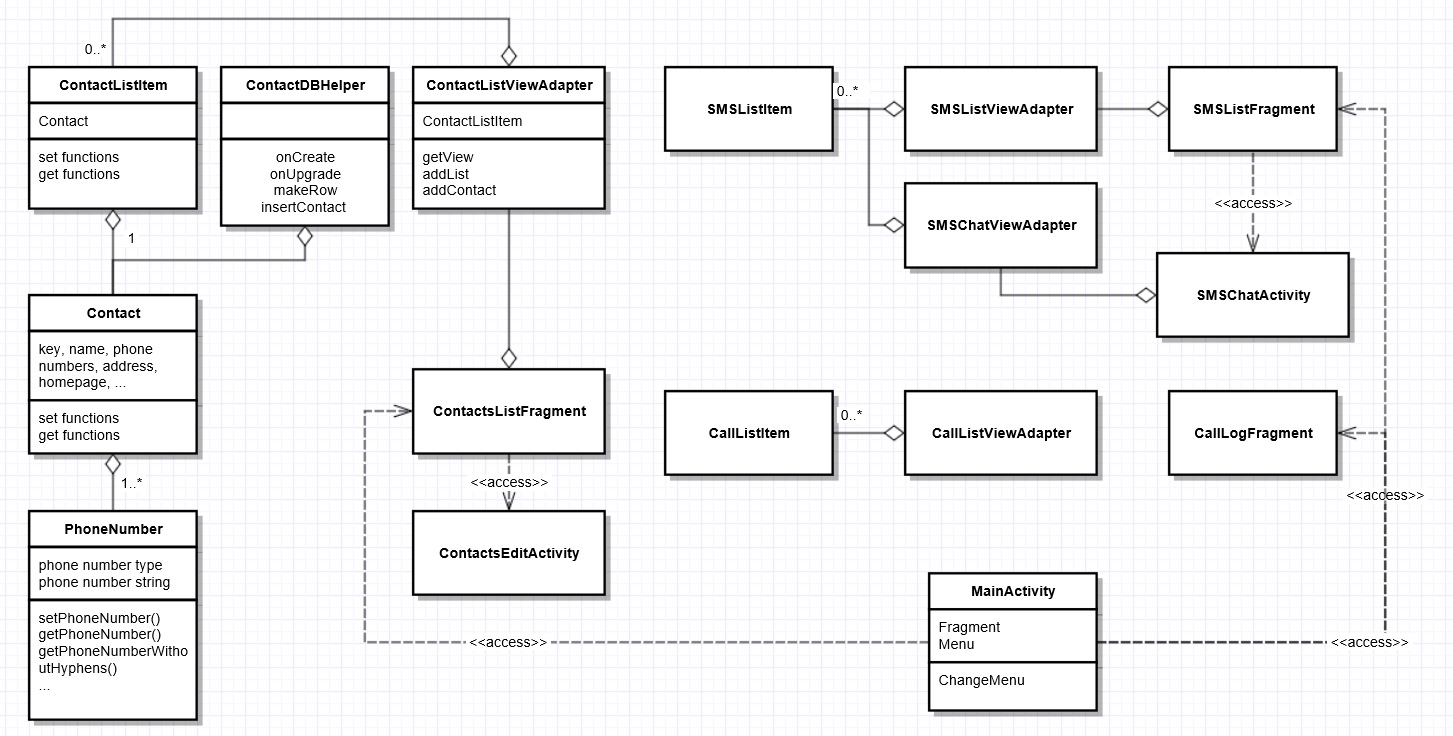 0..*
ContactListItem
Contact
set functions
get functions
ContactDBHelper
onCreate
onUpgrade
makeRow
insertContact
ContactListViewAdapter
ContactListItem
getView
addList
addContact
1
Contact
key, name, phone
numbers, address,
homepage, ...
set functions
get functions
1..*
PhoneNumber
phone number type
phone number string
setPhoneNumber()
getPhoneNumber()
getPhoneNumberWitho
utHyphens()
...
ContactsListFragment
<<access>>
ContactsEditActivity
<<access>>
SMSListItem
0..*
SMSListViewAdapter
SMSListFragment
<<access>>
SMSChatViewAdapter
SMSChatActivity
CallListItem
0..*
CallListViewAdapter
CallLogFragment
<<access>>
MainActivity
Fragment
Menu
ChangeMenu
<<access>>